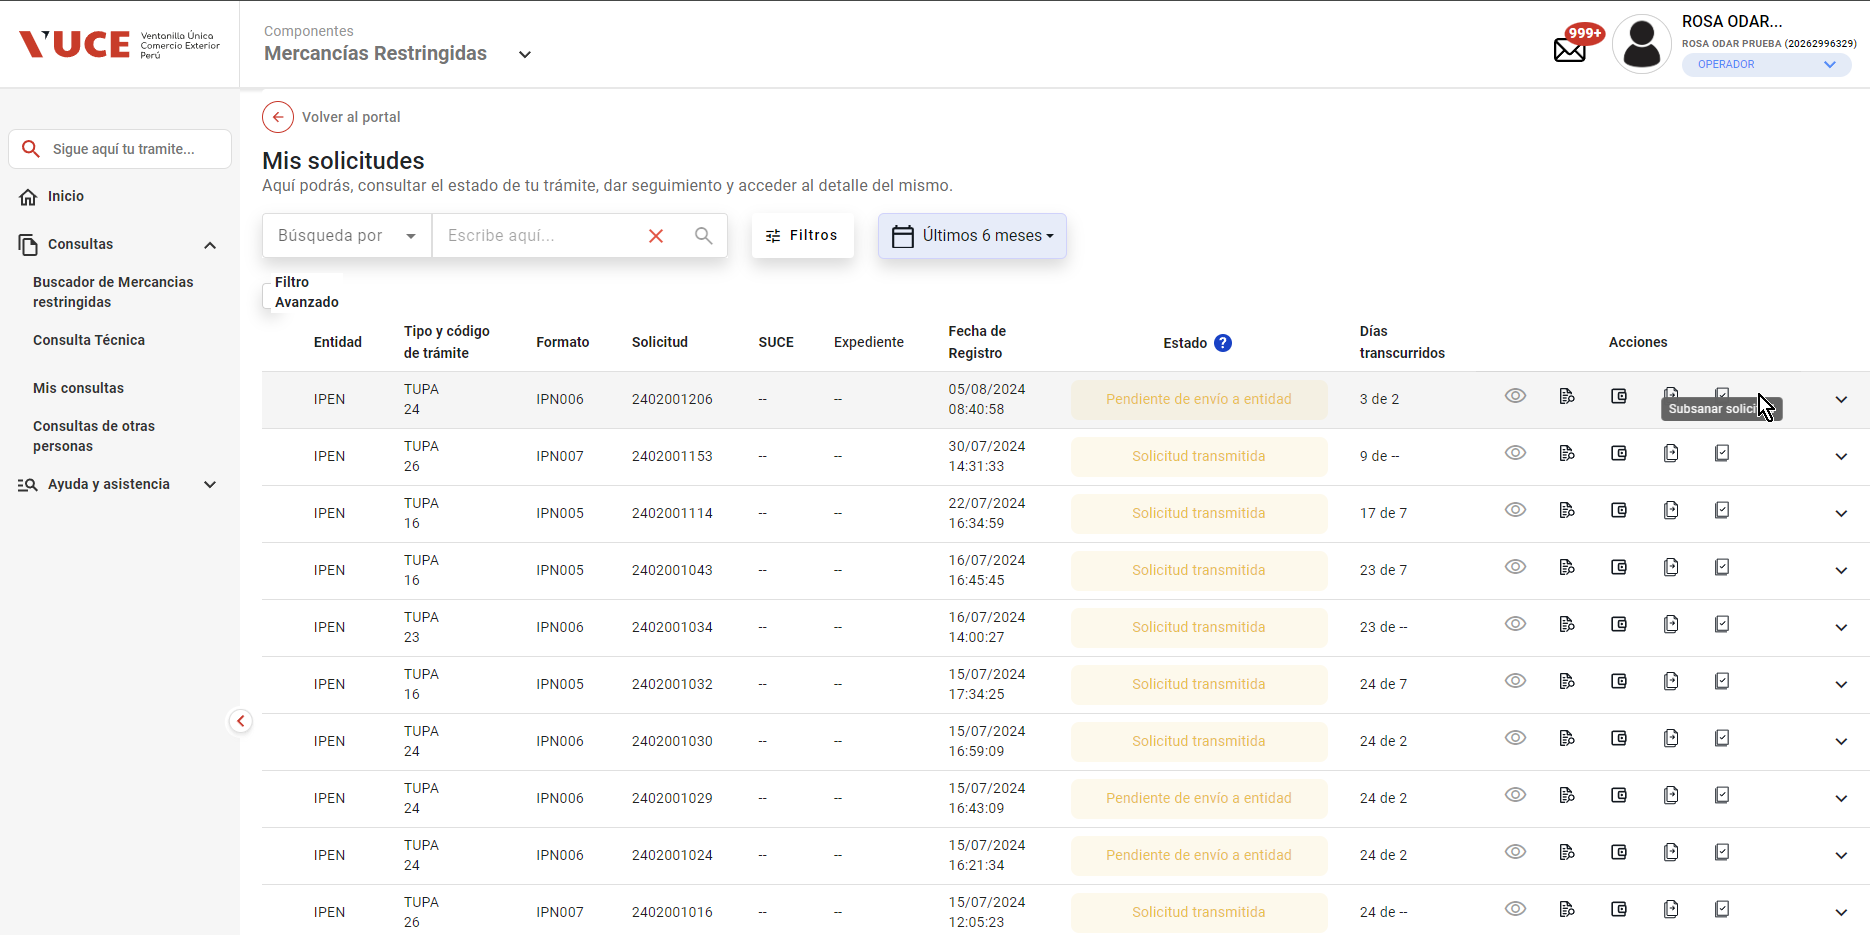 VUCE
Ventanilla Única
Comercio Exterior
Perú
Componentes
Mercancías Restringidas
999+
ROSA ODAR...
ROSA ODAR PRUEBA (20262996329)
OPERADOR
Sigue aquí tu tramite...
Inicio
Consultas
Buscador de Mercancias
restringidas
Consulta Técnica
Mis consultas
Consultas de otras
personas
Ayuda y asistencia
Volver al portal
Mis solicitudes
Aquí podrás, consultar el estado de tu trámite, dar seguimiento y acceder al detalle del mismo.
Búsqueda por
Escribe aquí...
Filtros
Últimos 6 meses
Filtro
Avanzado
Entidad Tipo y código de trámite Formato Solicitud SUCE Expediente Fecha de Registro Estado ? Días transcurridos Acciones
IPEN TUPA 24 IPN006 2402001206 -- -- 05/08/2024 08:40:58 Pendiente de envío a entidad 3 de 2
Subsanar
IPEN TUPA 26 IPN007 2402001153 -- -- 30/07/2024 14:31:33 Solicitud transmitida 9 de --
IPEN TUPA 16 IPN005 2402001114 -- -- 22/07/2024 16:34:59 Solicitud transmitida 17 de 7
IPEN TUPA 16 IPN005 2402001043 -- -- 16/07/2024 16:45:45 Solicitud transmitida 23 de 7
IPEN TUPA 23 IPN006 2402001034 -- -- 16/07/2024 14:00:27 Solicitud transmitida 23 de --
IPEN TUPA 16 IPN005 2402001032 -- -- 15/07/2024 17:34:25 Solicitud transmitida 24 de 7
IPEN TUPA 24 IPN006 2402001030 -- -- 15/07/2024 16:59:09 Solicitud transmitida 24 de 2
IPEN TUPA 24 IPN006 2402001029 -- -- 15/07/2024 16:43:09 Pendiente de envío a entidad 24 de 2
IPEN TUPA 24 IPN006 2402001024 -- -- 15/07/2024 16:21:34 Pendiente de envío a entidad 24 de 2
IPEN TUPA 26 IPN007 2402001016 -- -- 15/07/2024 12:05:23 Solicitud transmitida 24 de --